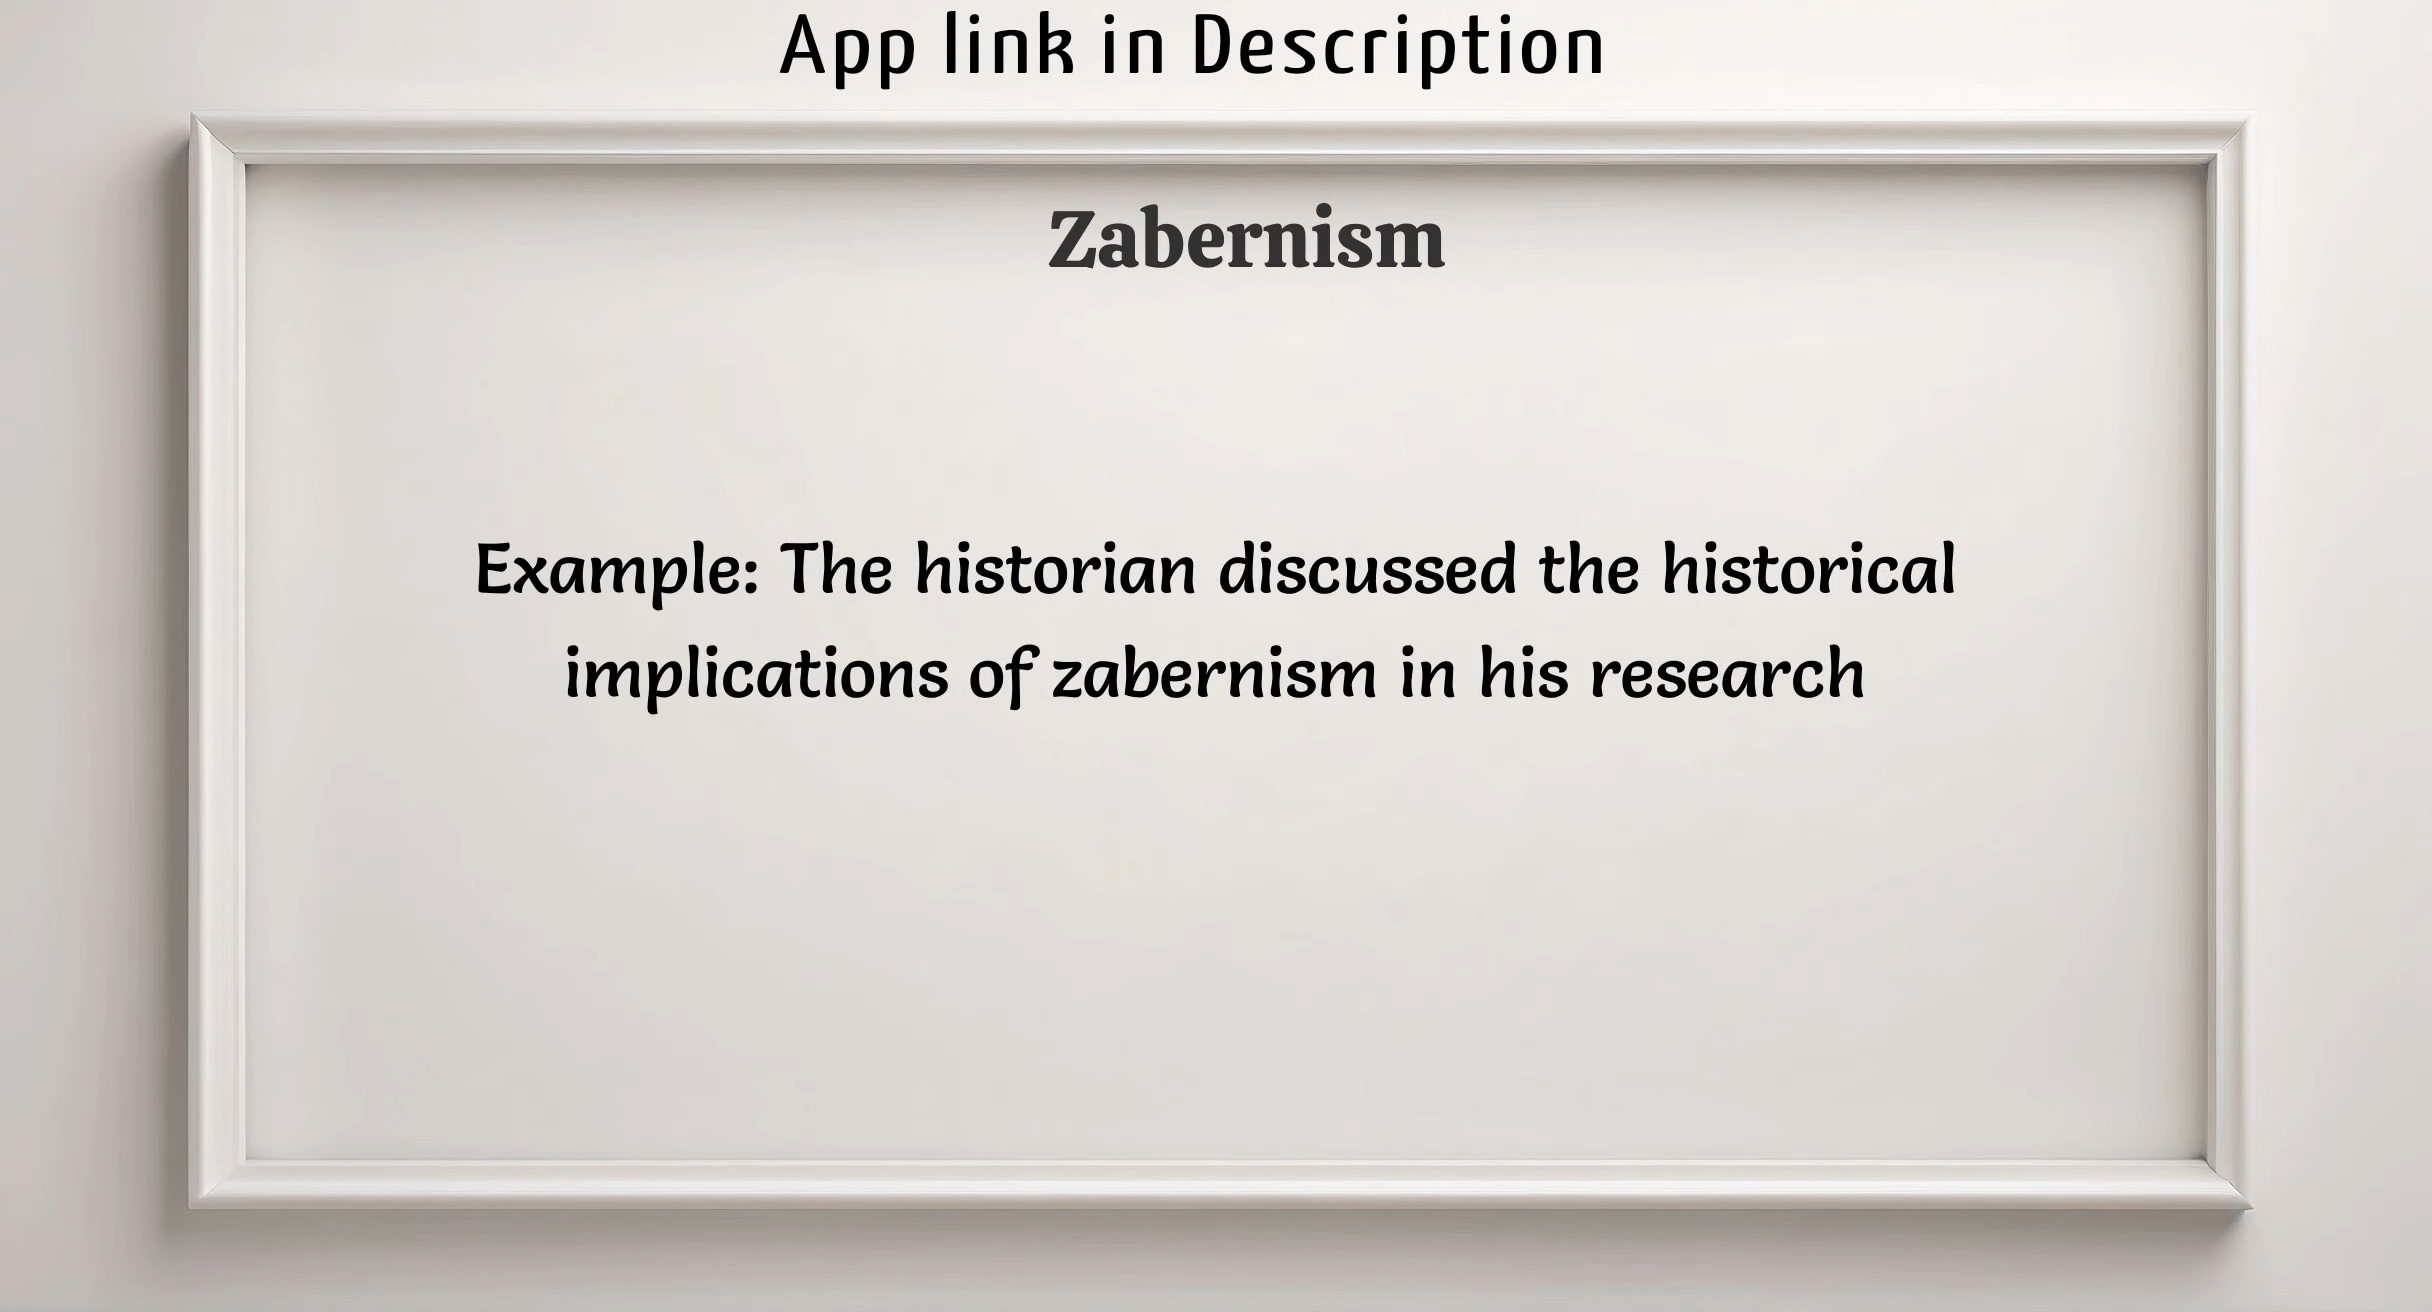 App link in Description
Zabernism
Example: The historian discussed the historical
implications of zabernism in his research